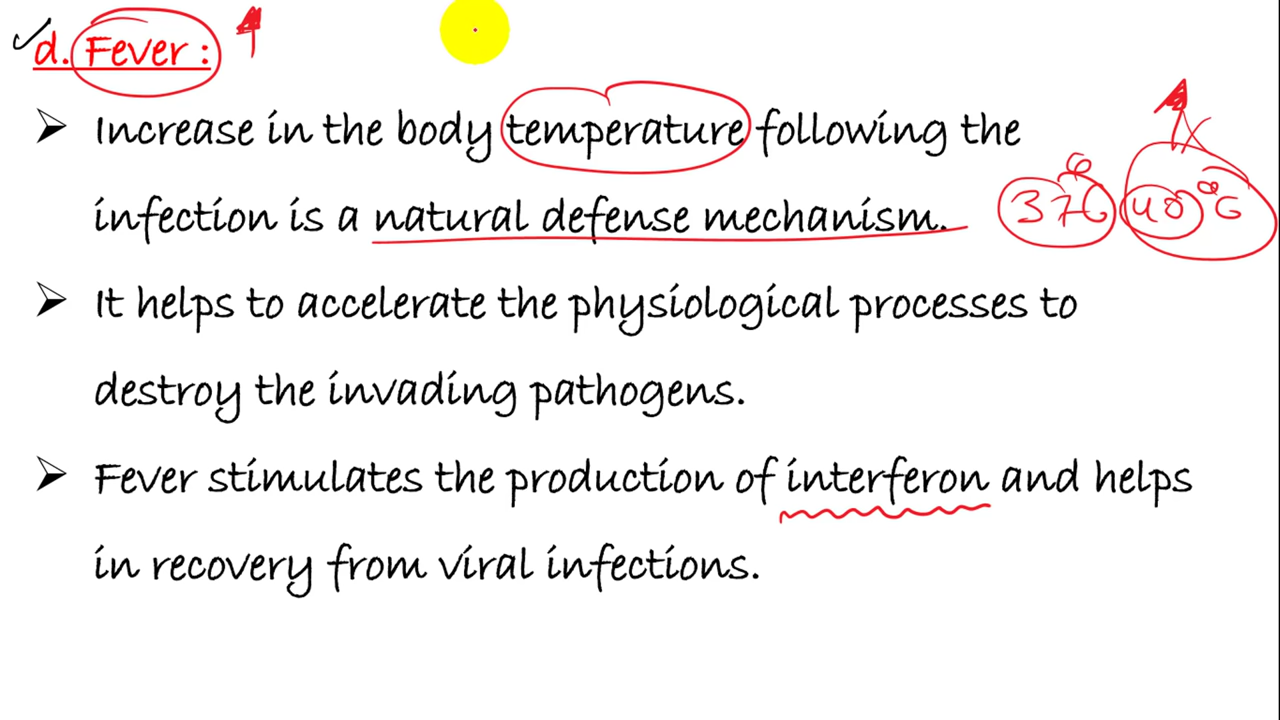 d. Fever :
➢ Increase in the body temperature following the
infection is a natural defense mechanism. 37°C 40°C
➢ It helps to accelerate the physiological processes to
destroy the invading pathogens.
➢ Fever stimulates the production of interferon and helps
in recovery from viral infections.